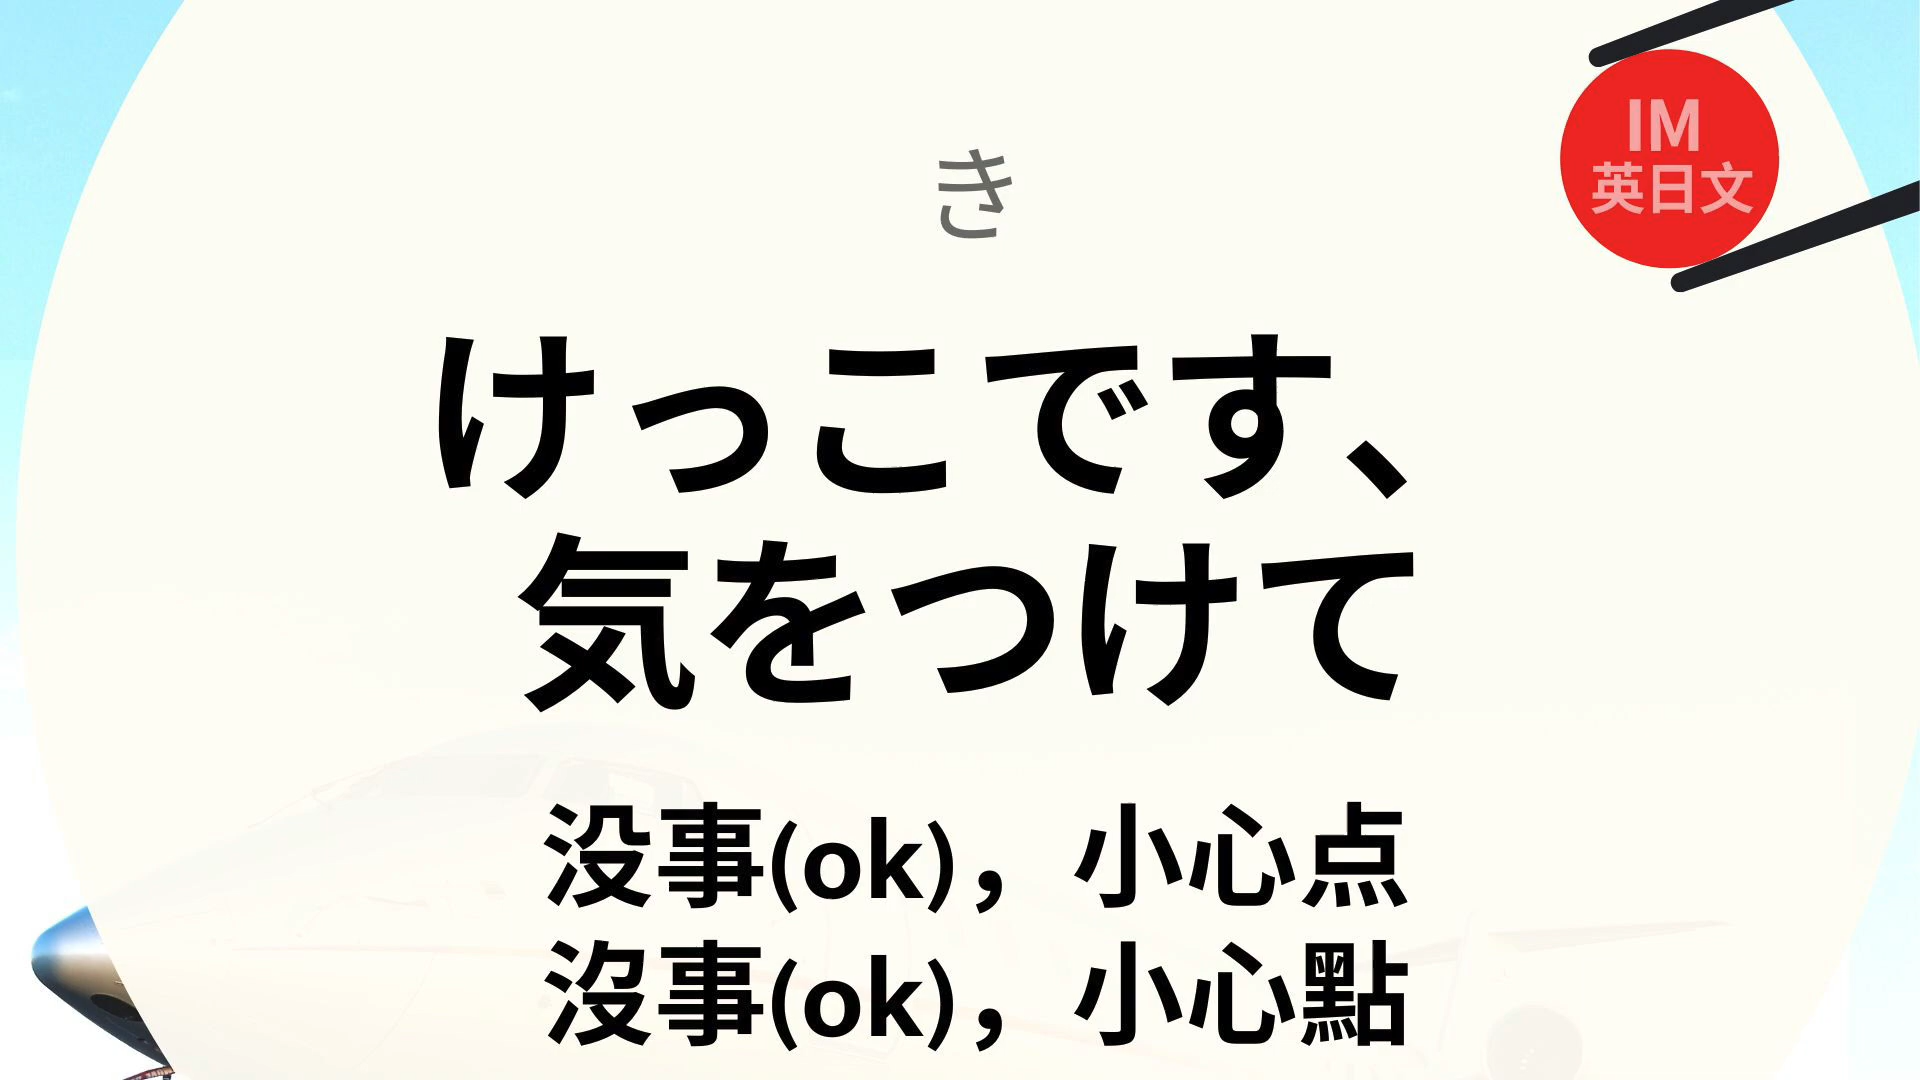 IM
英日文
き
けっこです、
気をつけて
没事(ok)，小心点
沒事(ok)，小心點